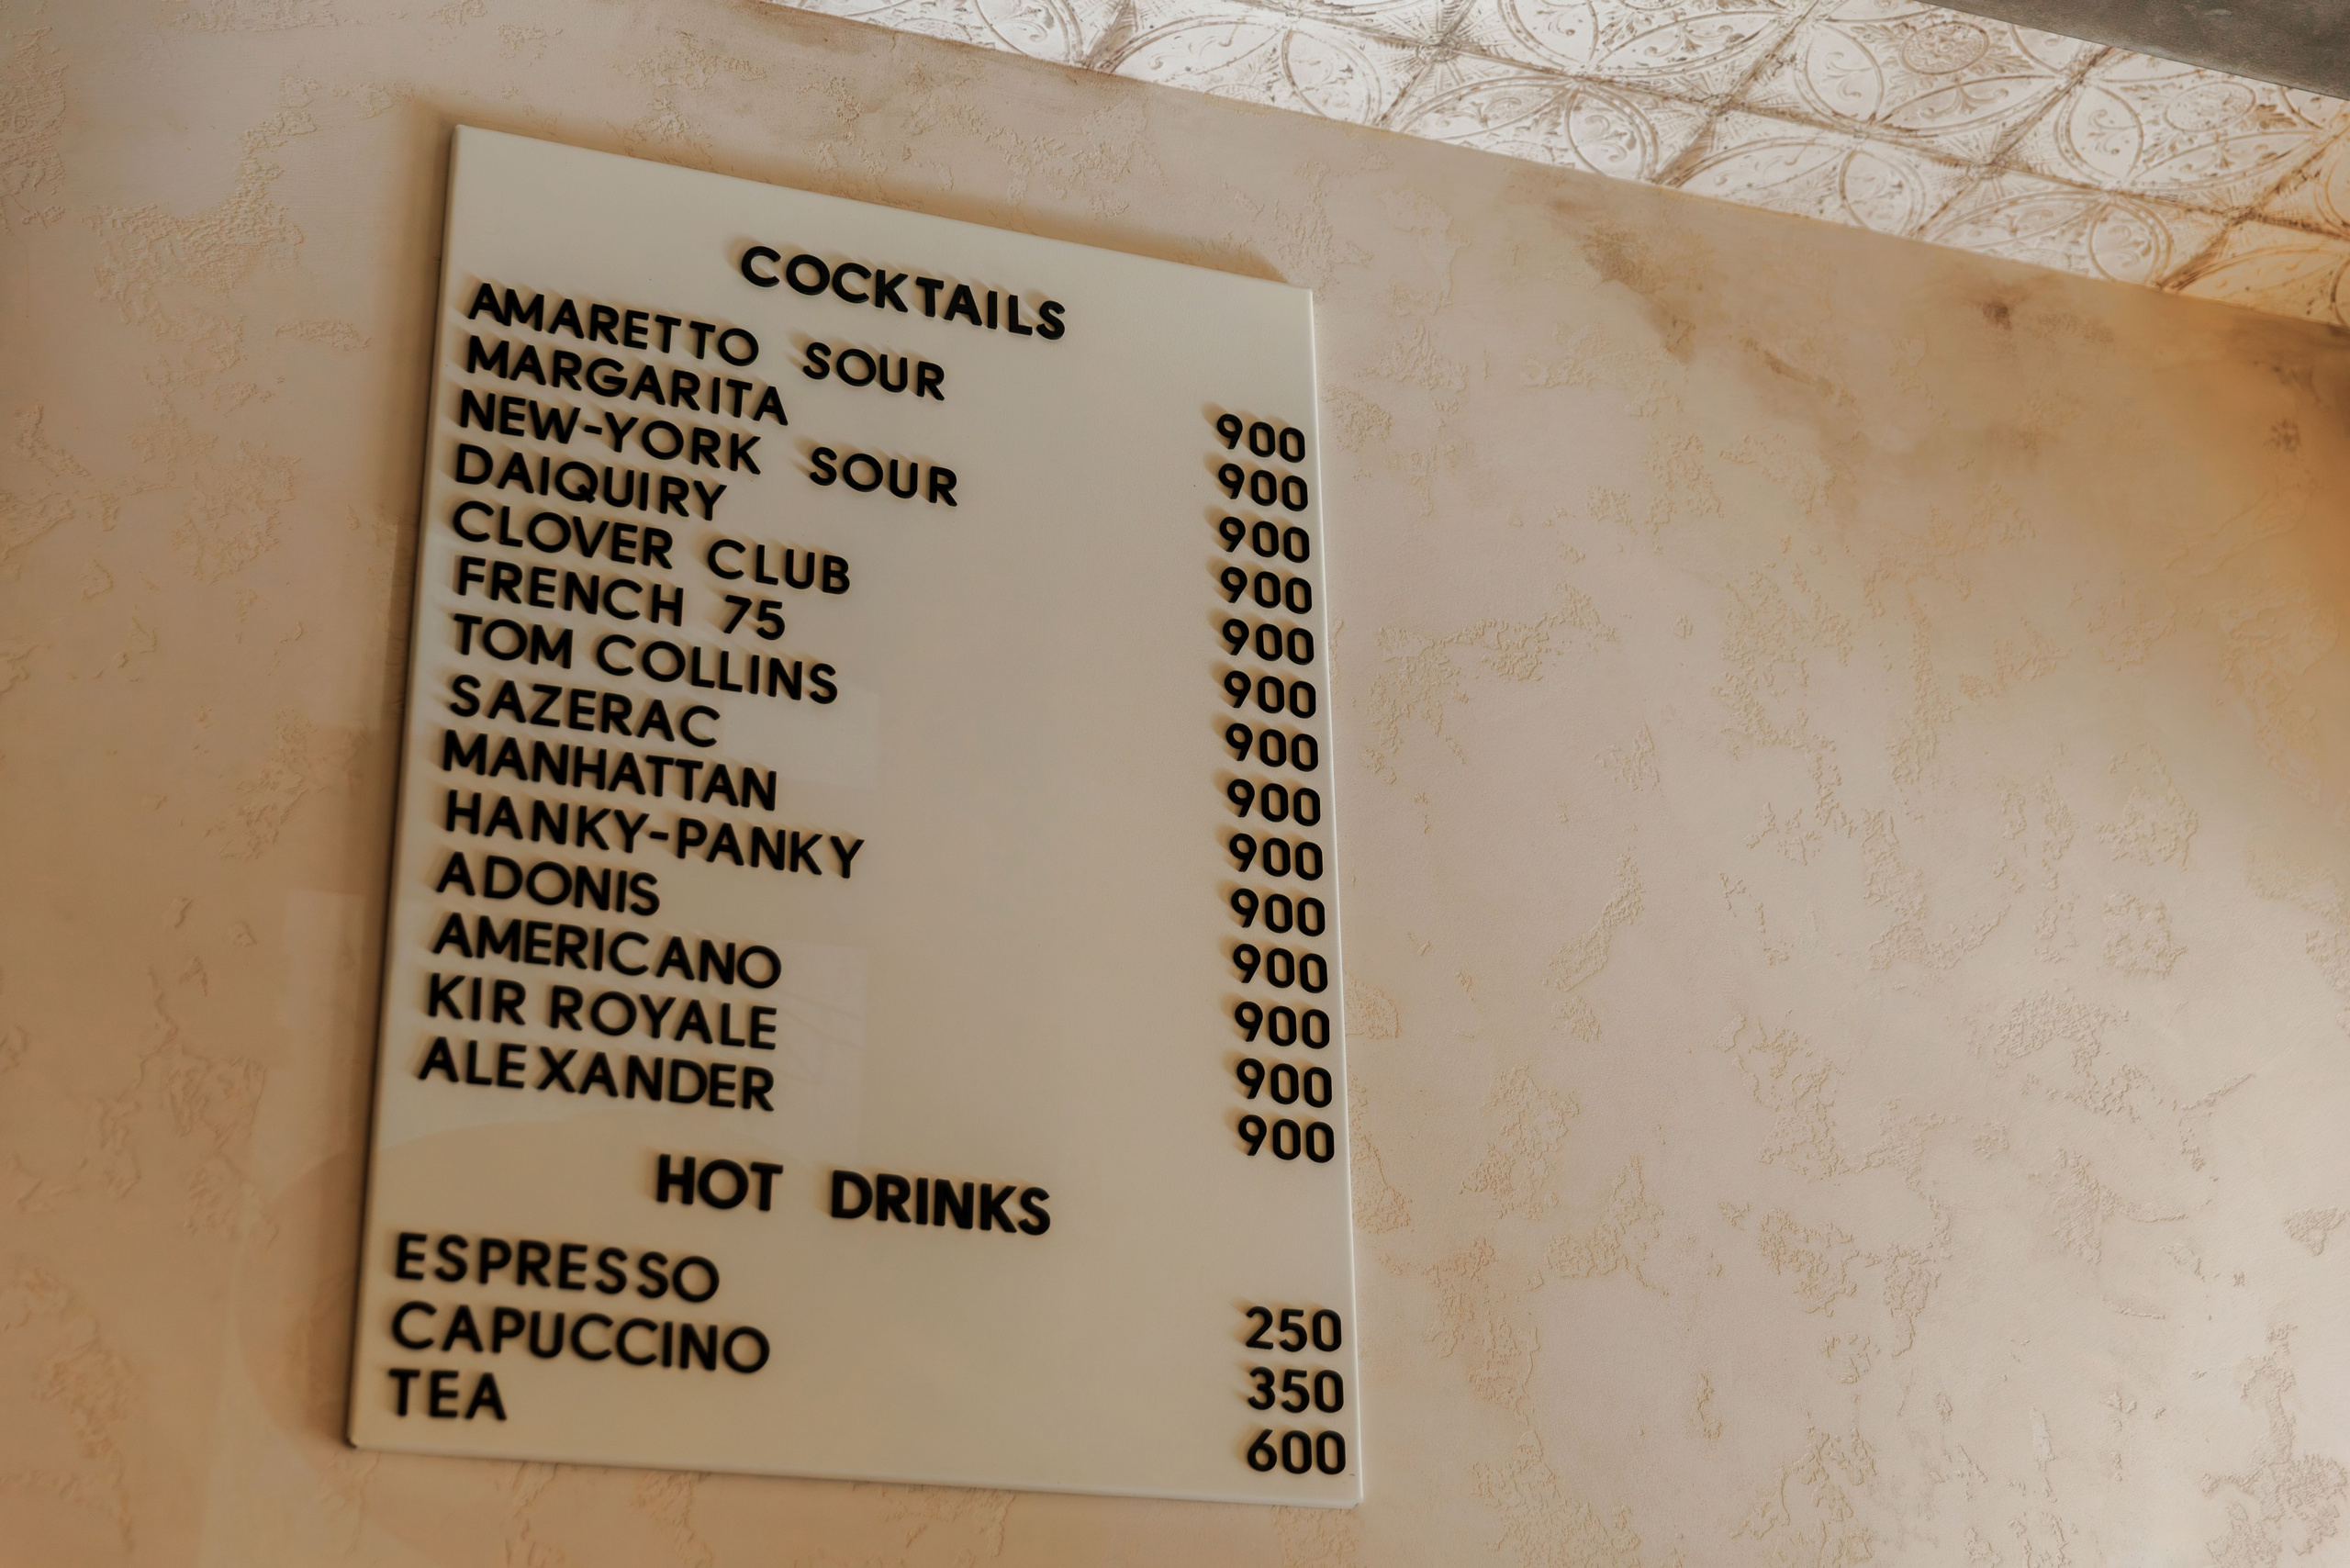 COCKTAILS
AMARETTO SOUR 900
MARGARITA 900
NEW-YORK SOUR 900
DAIQUIRY 900
CLOVER CLUB 900
FRENCH 75 900
TOM COLLINS 900
SAZERAC 900
MANHATTAN 900
HANKY-PANKY 900
ADONIS 900
AMERICANO 900
KIR ROYALE 900
ALEXANDER 900
HOT DRINKS
ESPRESSO 250
CAPUCCINO 350
TEA 600